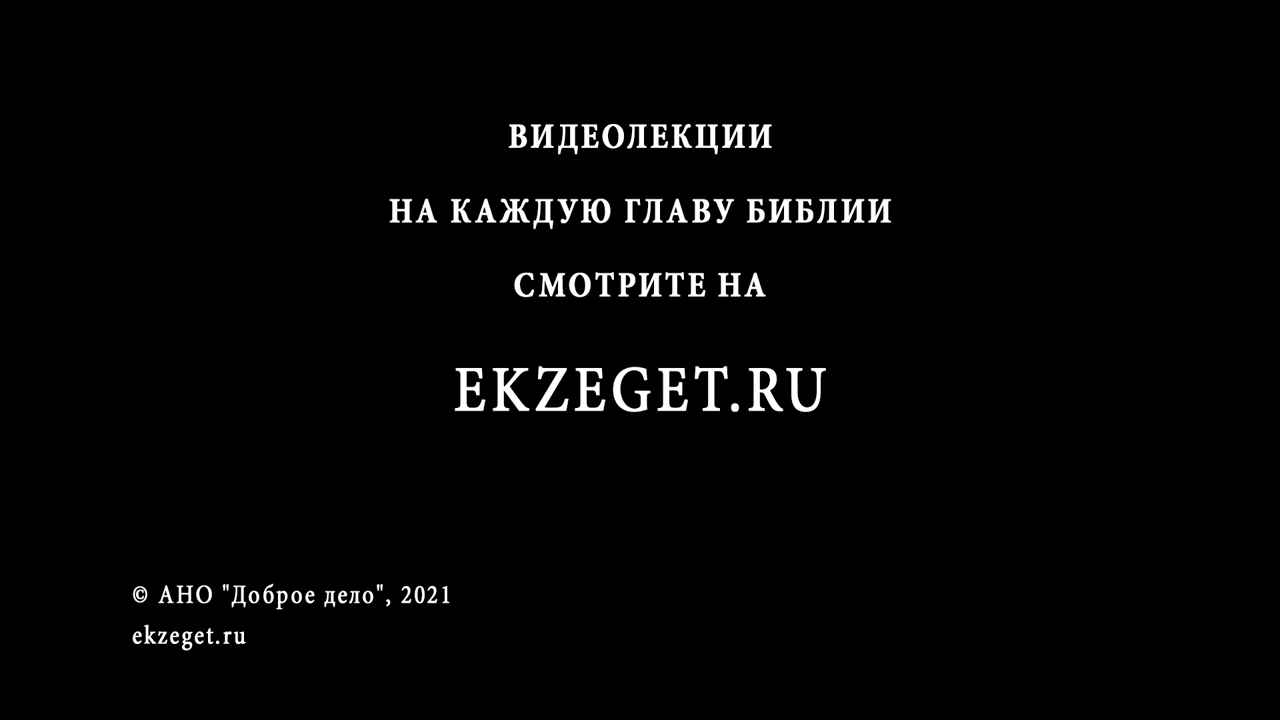 ВИДЕОЛЕКЦИИ
НА КАЖДУЮ ГЛАВУ БИБЛИИ
СМОТРИТЕ НА
EKZEGET.RU
© АНО "Доброе дело", 2021
ekzeget.ru